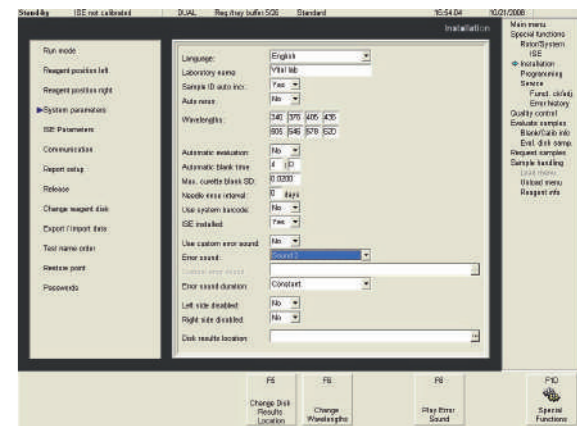 Stand-by ISE not calibrated DUAL Reg./tray buffer 5/26 Standard 16:54:04 10/21/2008
Installation
Run mode
Reagent position left
Reagent position right
System parameters
ISE Parameters
Communication
Report setup
Release
Change reagent disk
Export / Import data
Test name order
Restore point
Passwords
Language: English
Laboratory name Vital lab
Sample ID auto incr.: Yes
Auto rerun: No
Wavelengths: 340 376 405 436
505 546 578 620
Automatic evaluation: No
Automatic blank time 4 : 0
Max. cuvette blank SD: 0.0200
Needle rinse interval: 0 days
Use system barcode: No
ISE installed: Yes
Use custom error sound No
Error sound: Sound 2
Custom error sound
Error sound duration: Constant
Left side disabled: No
Right side disabled: No
Disk results location:
Main menu
Special functions
Rotor/System
ISE
Installation
Programming
Service
Funct. ck/adj
Error history
Quality control
Evaluate samples
Blank/Calib info
Eval. disk samp.
Request samples
Sample handling
Load menu
Unload menu
Reagent info
F5 F6 F8 F10
Change Disk Results Location
Change Wavelengths
Play Error Sound
Special Functions